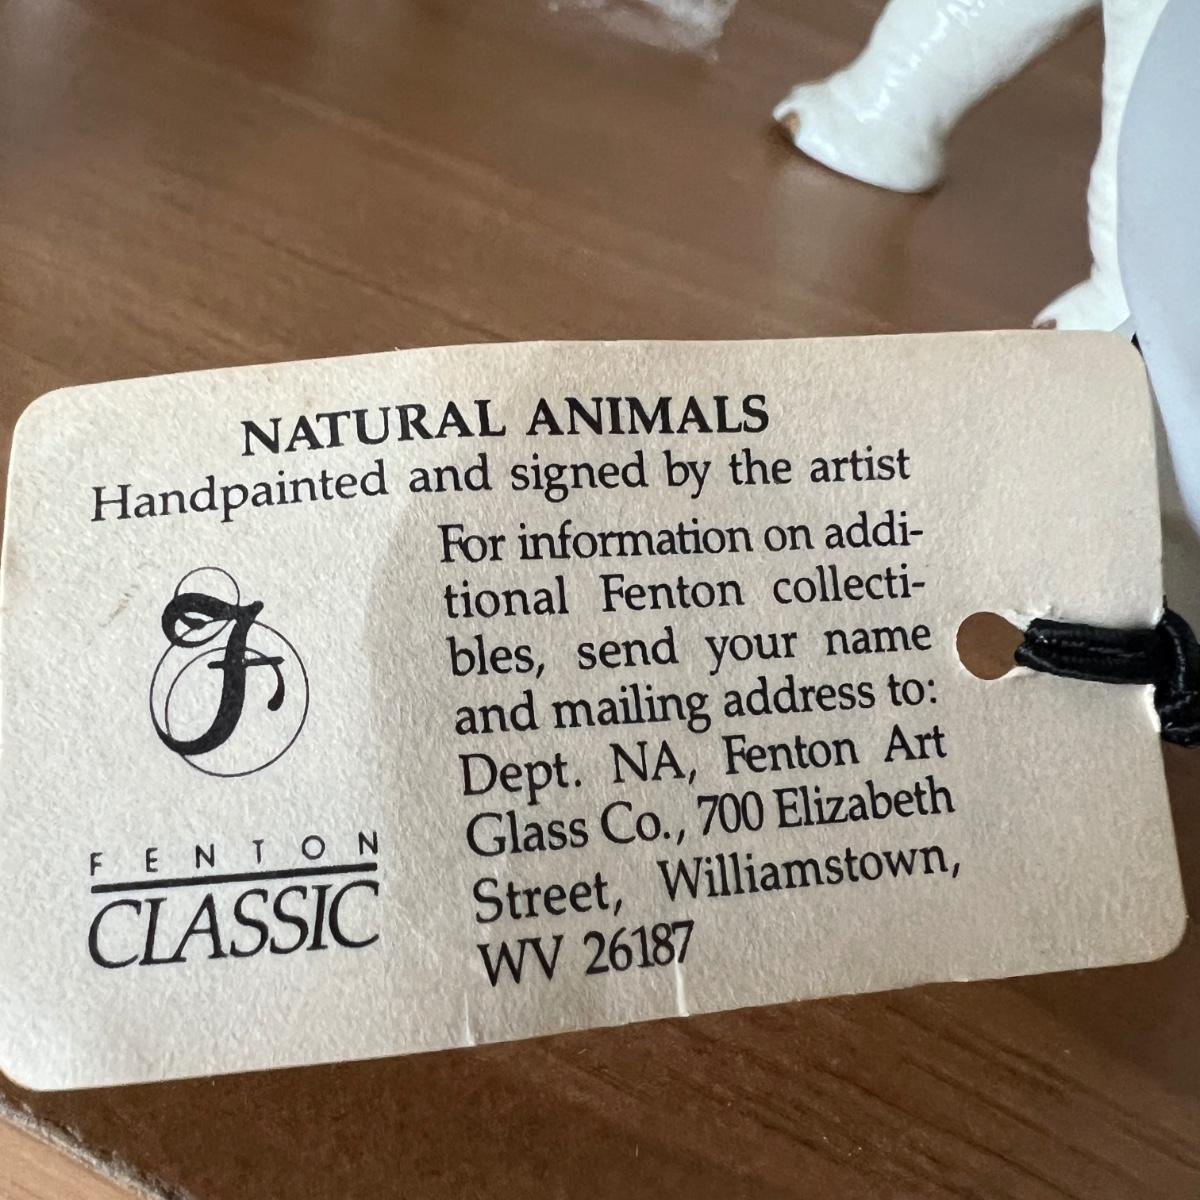 NATURAL ANIMALS
Handpainted and signed by the artist
For information on addi-
tional Fenton collecti-
bles, send your name
and mailing address to:
Dept. NA, Fenton Art
Glass Co., 700 Elizabeth
Street, Williamstown,
WV 26187
F
FENTON
CLASSIC